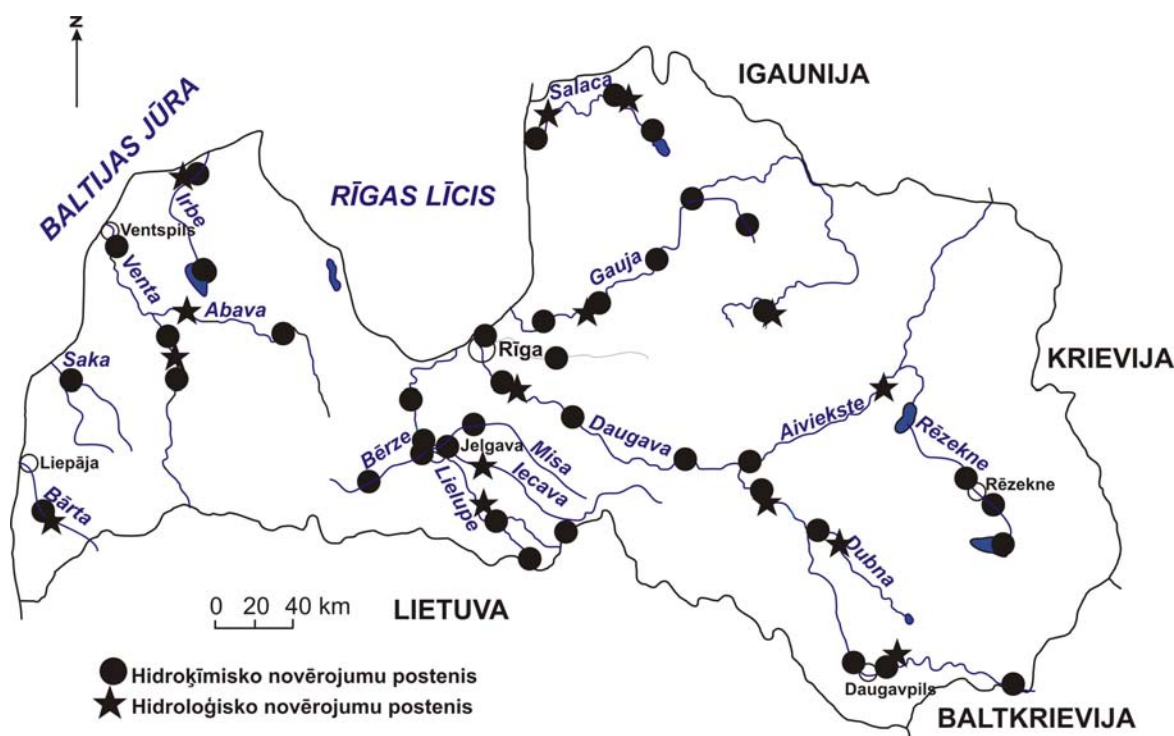 N
IGAUNIJA
Salaca
BALTIJAS JŪRA
RĪGAS LĪCIS
Irbe
Ventspils
Venta
Gauja
Abava
Rīga
KRIEVIJA
Saka
Aiviekste
Daugava
Rēzekne
Bērze
Jelgava
Misa
Liepāja
Iecava
Rēzekne
Lielupe
Bārta
Dubna
0 20 40 km
LIETUVA
Hidroķīmisko novērojumu postenis
Daugavpils
Hidroloģisko novērojumu postenis
BALTKRIEVIJA